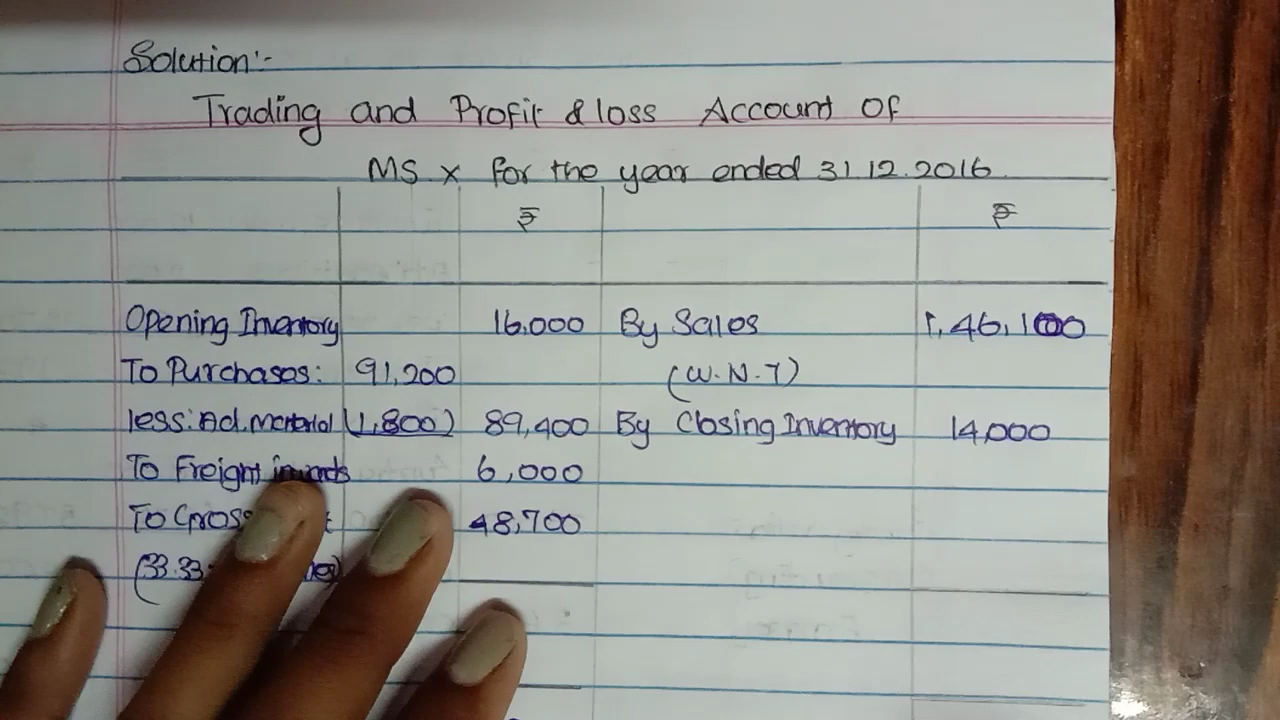 Solution:-
Trading and Profit & loss Account Of
MS X for the year ended 31.12.2016.
₹ ₹
Opening Inventory 16,000 By Sales 1,46,100
To Purchases: 91,200 (W.N.7)
less: Ad. Material (1,800) 89,400 By Closing Inventory 14,000
To Freight inwards 6,000
To 48,700
(33.33